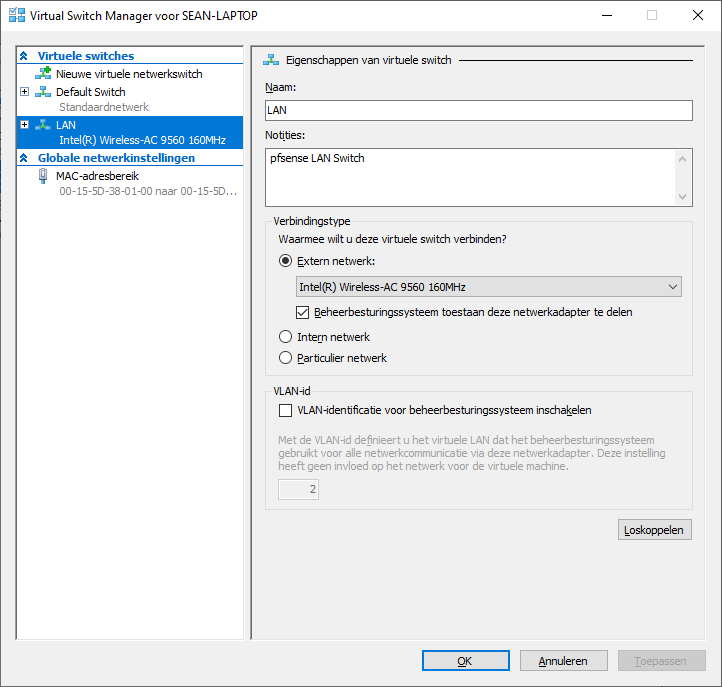 Virtual Switch Manager voor SEAN-LAPTOP
Virtuele switches
Nieuwe virtuele netwerkswitch
Default Switch
Standaardnetwerk
LAN
Intel(R) Wireless-AC 9560 160MHz
Globale netwerkinstellingen
MAC-adresbereik
00-15-5D-38-01-00 naar 00-15-5D...
Eigenschappen van virtuele switch
Naam:
LAN
Notities:
pfsense LAN Switch
Verbindingstype
Waarmee wilt u deze virtuele switch verbinden?
Extern netwerk:
Intel(R) Wireless-AC 9560 160MHz
Beheerbesturingssysteem toestaan deze netwerkadapter te delen
Intern netwerk
Particulier netwerk
VLAN-id
VLAN-identificatie voor beheerbesturingssysteem inschakelen
Met de VLAN-id definieert u het virtuele LAN dat het beheerbesturingssysteem
gebruikt voor alle netwerkcommunicatie via deze netwerkadapter. Deze instelling
heeft geen invloed op het netwerk voor de virtuele machine.
2
Loskoppelen
OK
Annuleren
Toepassen